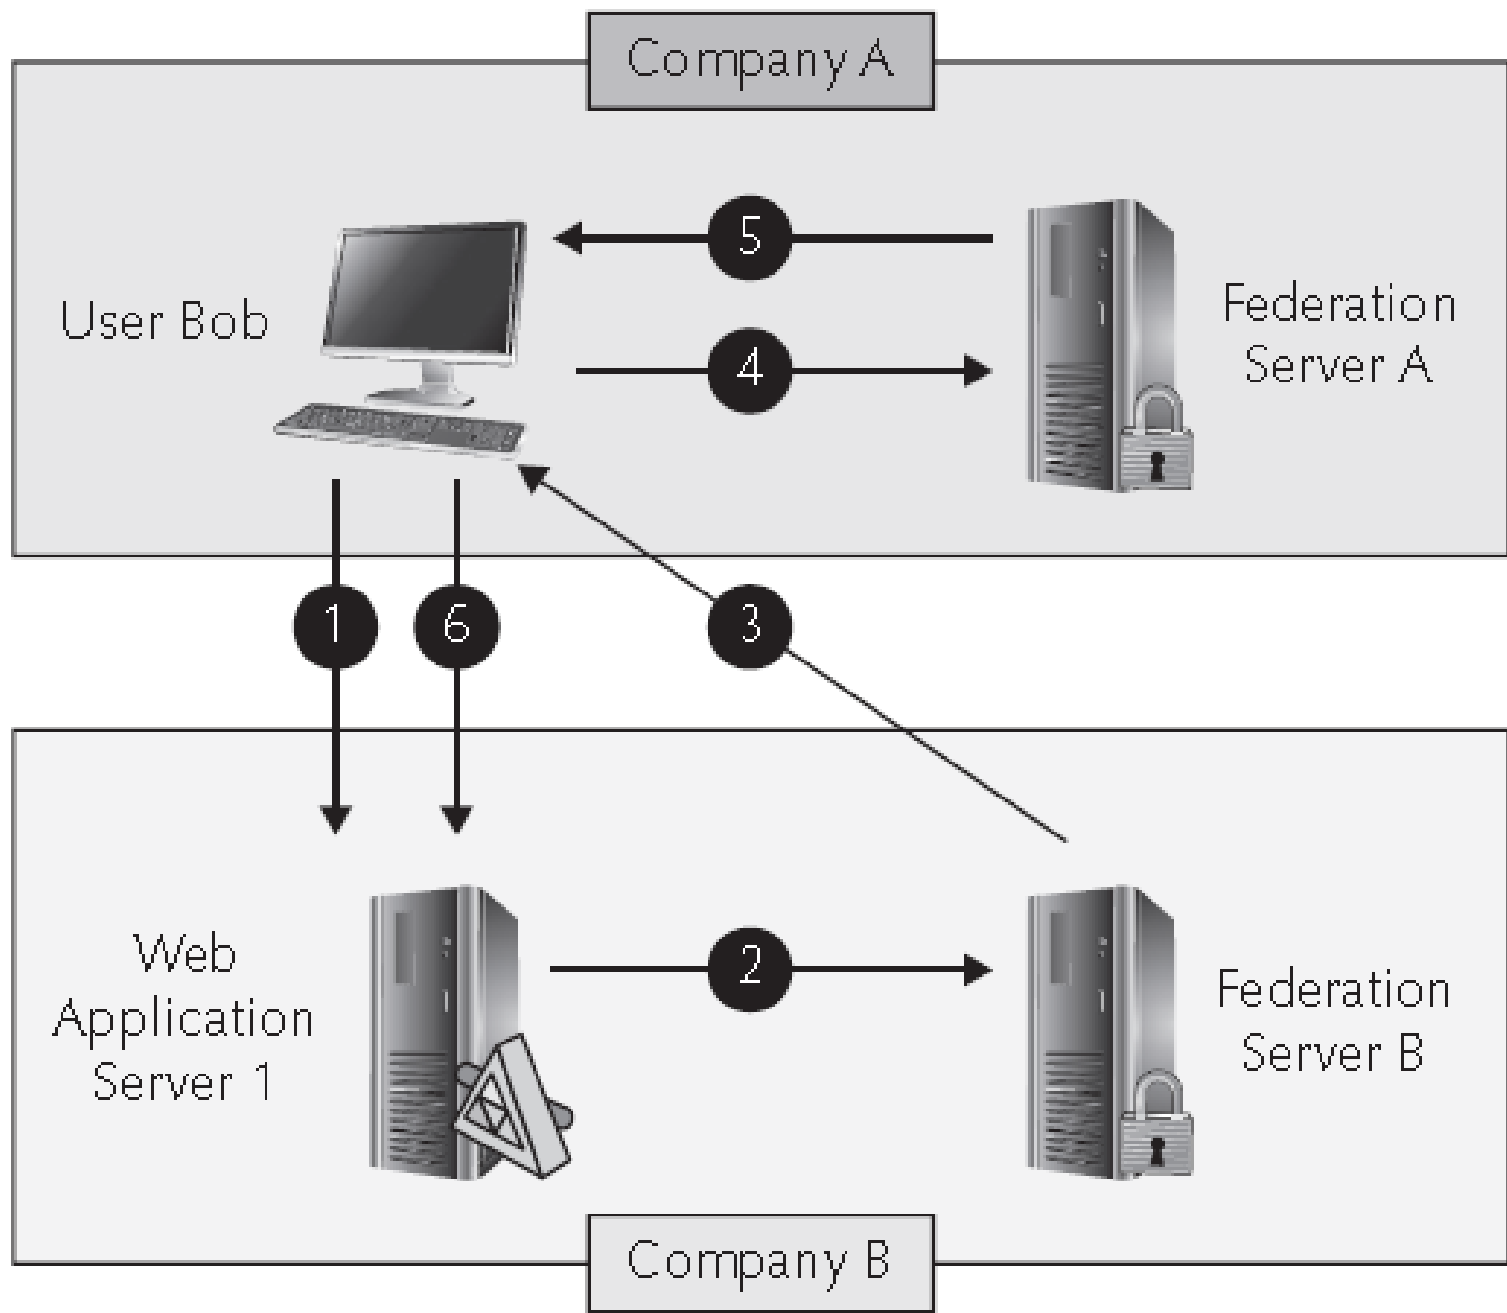 Company A
5
User Bob
Federation
Server A
4
1
6
3
Web
Application
Server 1
2
Federation
Server B
Company B